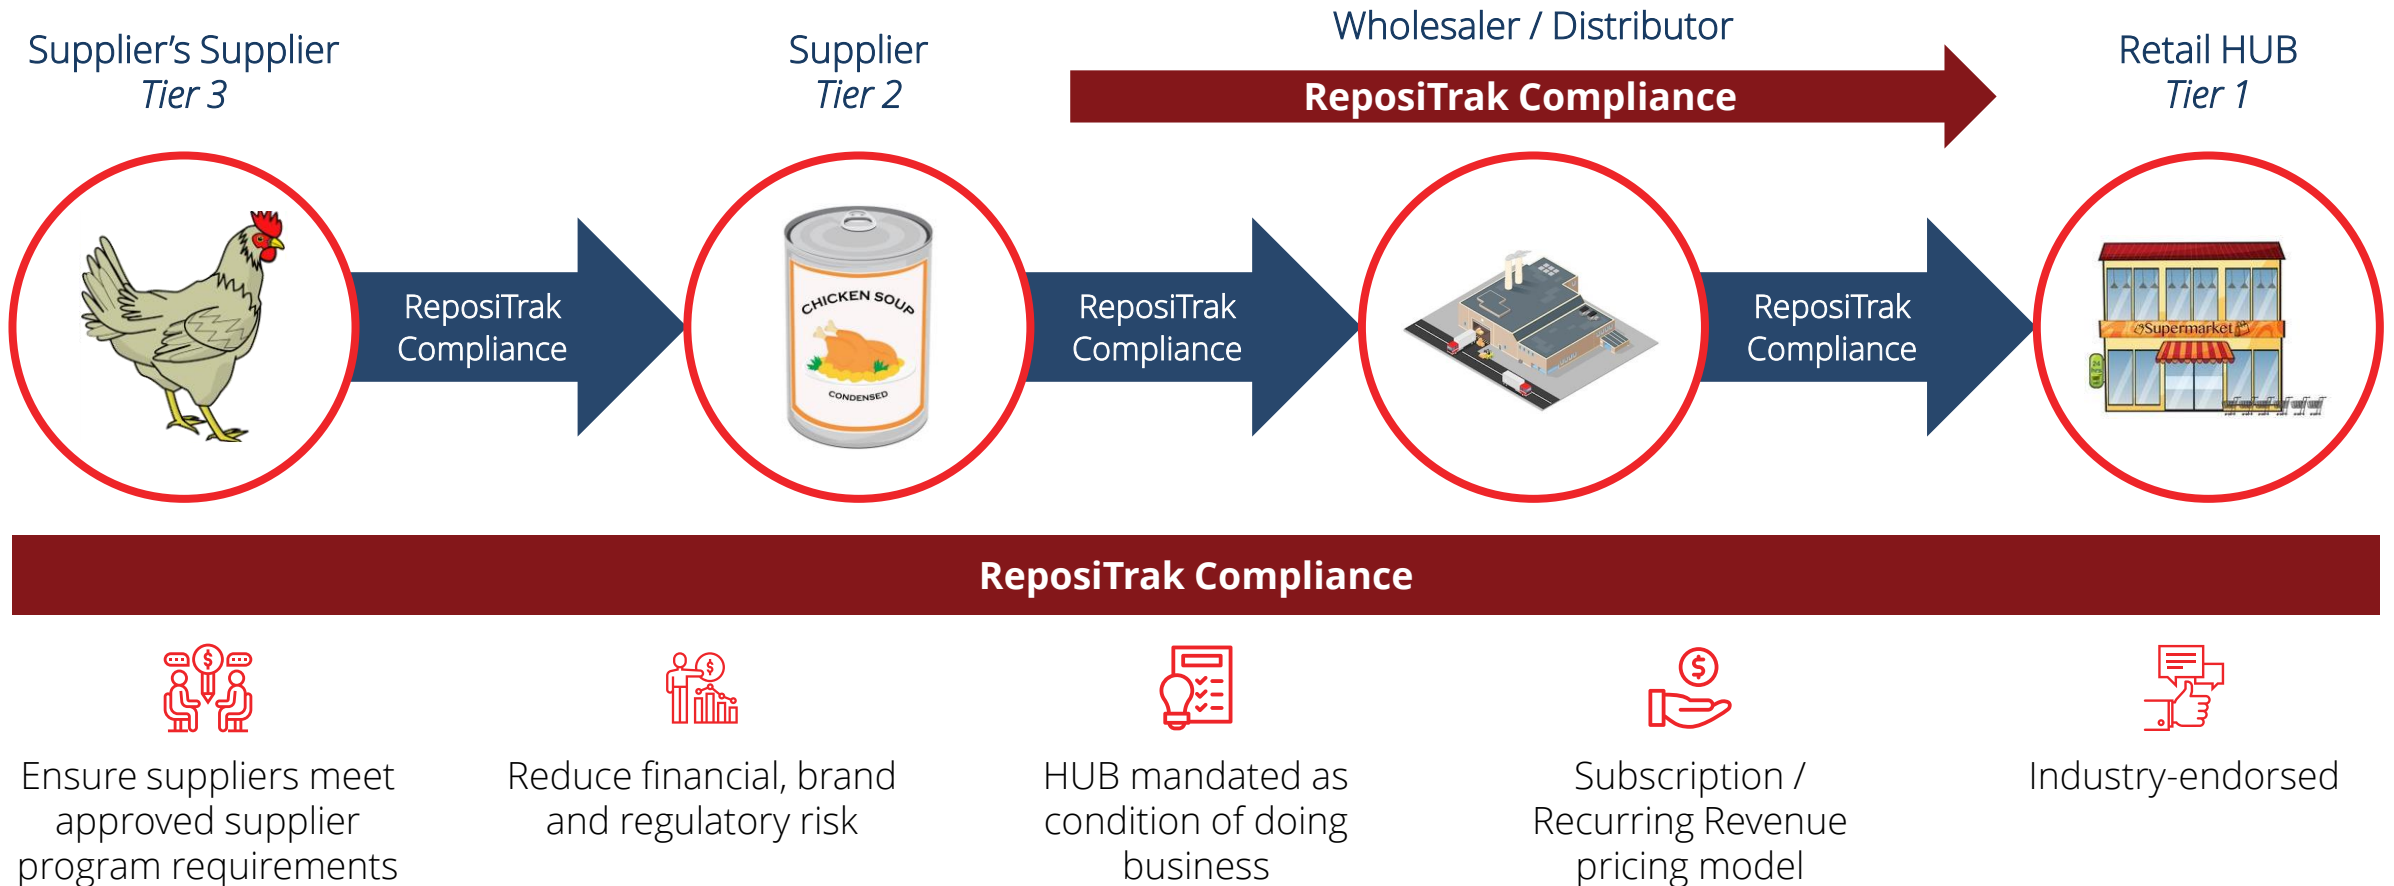 Supplier’s Supplier
Tier 3
Supplier
Tier 2
Wholesaler / Distributor
ReposiTrak Compliance
Retail HUB
Tier 1
ReposiTrak
Compliance
CHICKEN SOUP
CONDENSED
ReposiTrak
Compliance
ReposiTrak
Compliance
Supermarket
24
ReposiTrak Compliance
Ensure suppliers meet
approved supplier
program requirements
Reduce financial, brand
and regulatory risk
HUB mandated as
condition of doing
business
Subscription /
Recurring Revenue
pricing model
Industry-endorsed